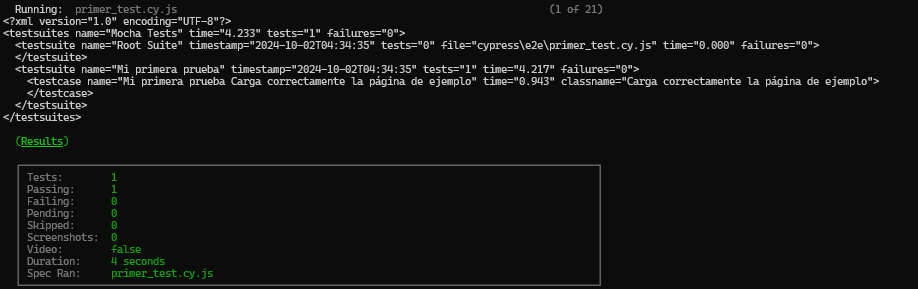 Running:  primer_test.cy.js                                                              (1 of 21)
<?xml version="1.0" encoding="UTF-8"?>
<testsuites name="Mocha Tests" time="4.233" tests="1" failures="0">
  <testsuite name="Root Suite" timestamp="2024-10-02T04:34:35" tests="0" file="cypress\e2e\primer_test.cy.js" time="0.000" failures="0">
  </testsuite>
  <testsuite name="Mi primera prueba" timestamp="2024-10-02T04:34:35" tests="1" time="4.217" failures="0">
    <testcase name="Mi primera prueba Carga correctamente la página de ejemplo" time="0.943" classname="Carga correctamente la página de ejemplo">
    </testcase>
  </testsuite>
</testsuites>
(Results)
Tests:        1
Passing:      1
Failing:      0
Pending:      0
Skipped:      0
Screenshots:  0
Video:        false
Duration:     4 seconds
Spec Ran:     primer_test.cy.js